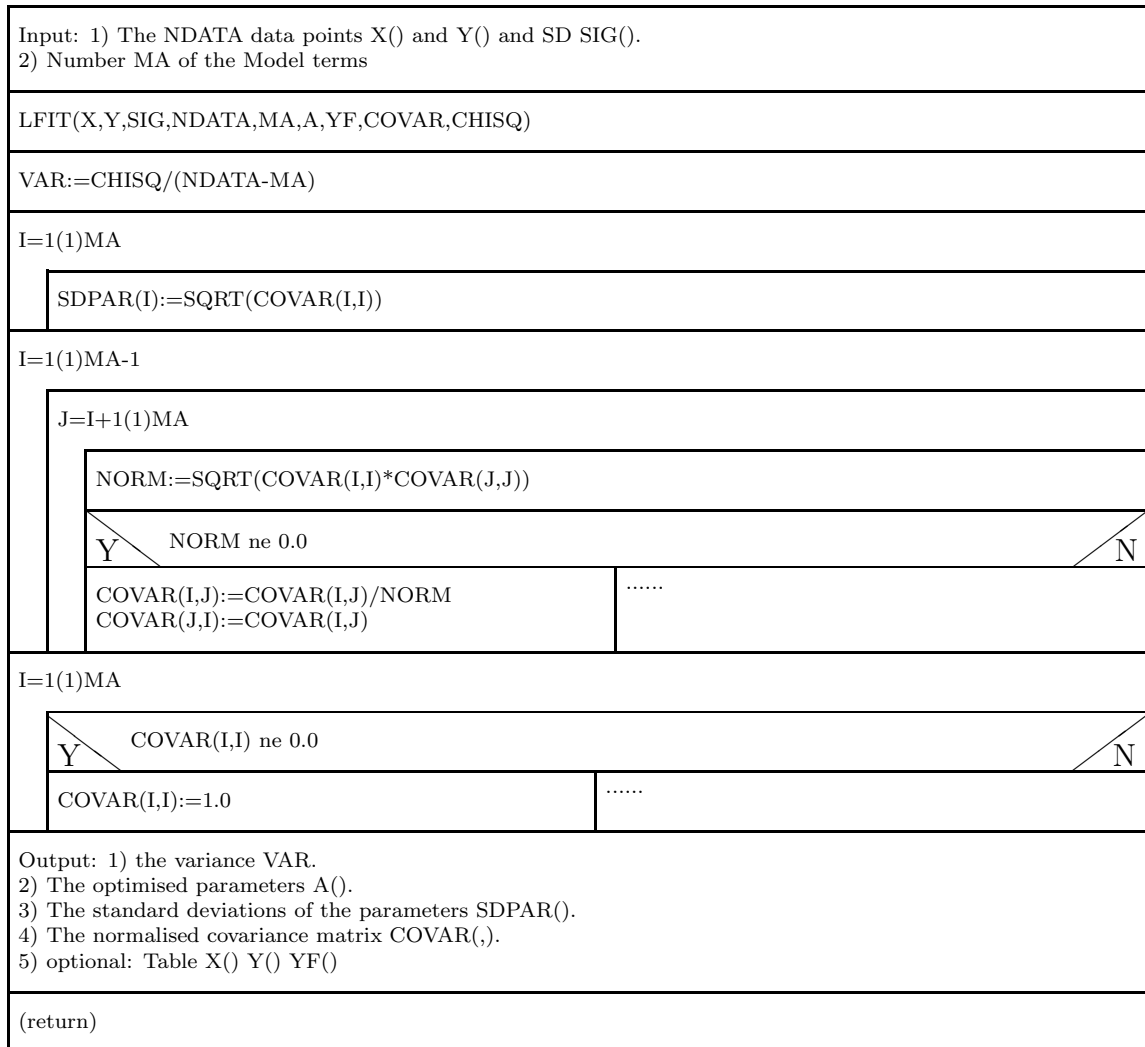 Input: 1) The NDATA data points X() and Y() and SD SIG().
2) Number MA of the Model terms
LFIT(X,Y,SIG,NDATA,MA,A,YF,COVAR,CHISQ)
VAR:=CHISQ/(NDATA-MA)
I=1(1)MA
SDPAR(I):=SQRT(COVAR(I,I))
I=1(1)MA-1
J=I+1(1)MA
NORM:=SQRT(COVAR(I,I)*COVAR(J,J))
Y NORM ne 0.0 N
COVAR(I,J):=COVAR(I,J)/NORM ......
COVAR(J,I):=COVAR(I,J)
I=1(1)MA
Y COVAR(I,I) ne 0.0 N
COVAR(I,I):=1.0 ......
Output: 1) the variance VAR.
2) The optimised parameters A().
3) The standard deviations of the parameters SDPAR().
4) The normalised covariance matrix COVAR(,).
5) optional: Table X() Y() YF()
(return)